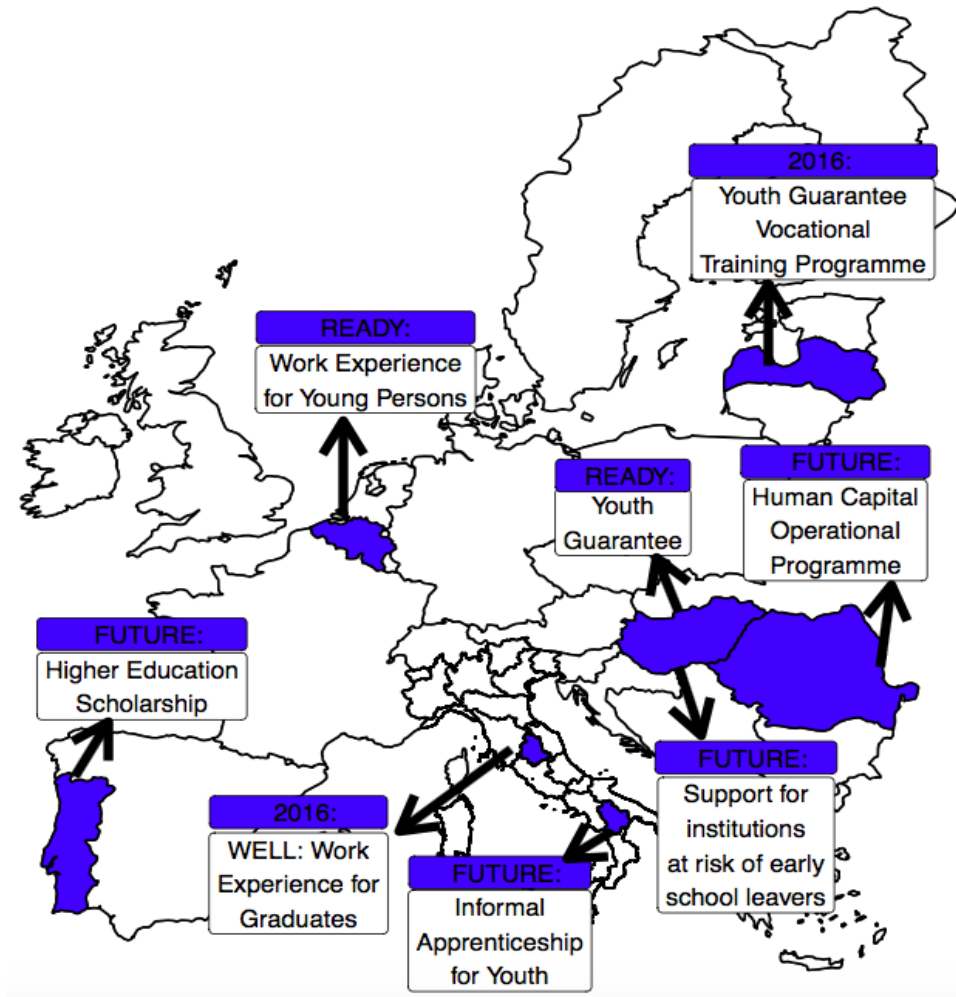 2016:
Youth Guarantee
Vocational
Training Programme
READY:
Work Experience
for Young Persons
READY:
Youth
Guarantee
FUTURE:
Human Capital
Operational
Programme
FUTURE:
Higher Education
Scholarship
2016:
WELL: Work
Experience for
Graduates
FUTURE:
Informal
Apprenticeship
for Youth
FUTURE:
Support for
institutions
at risk of early
school leavers